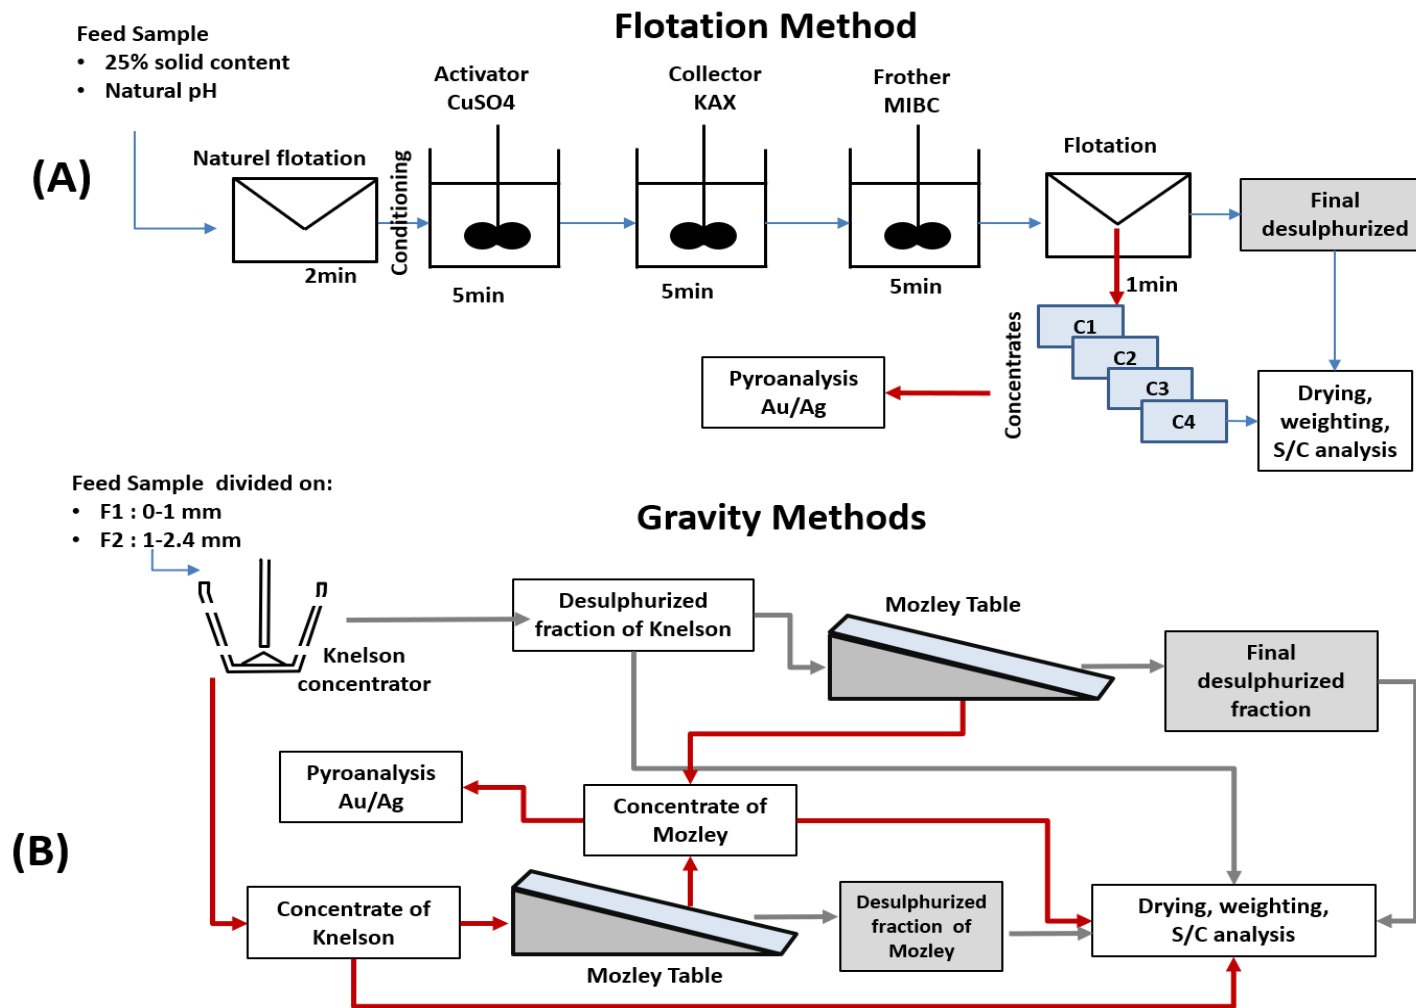 Flotation Method
Feed Sample
• 25% solid content
• Natural pH
(A)
Naturel flotation
2min
Conditioning
Activator
CuSO4
5min
Collector
KAX
5min
Frother
MIBC
5min
Flotation
1min
Final
desulphurized
Concentrates
C1
C2
C3
C4
Pyroanalysis
Au/Ag
Drying,
weighting,
S/C analysis
Gravity Methods
Feed Sample divided on:
• F1 : 0-1 mm
• F2 : 1-2.4 mm
(B)
Knelson
concentrator
Desulphurized
fraction of Knelson
Mozley Table
Final
desulphurized
fraction
Pyroanalysis
Au/Ag
Concentrate of
Mozley
Concentrate of
Knelson
Mozley Table
Desulphurized
fraction of
Mozley
Drying, weighting,
S/C analysis